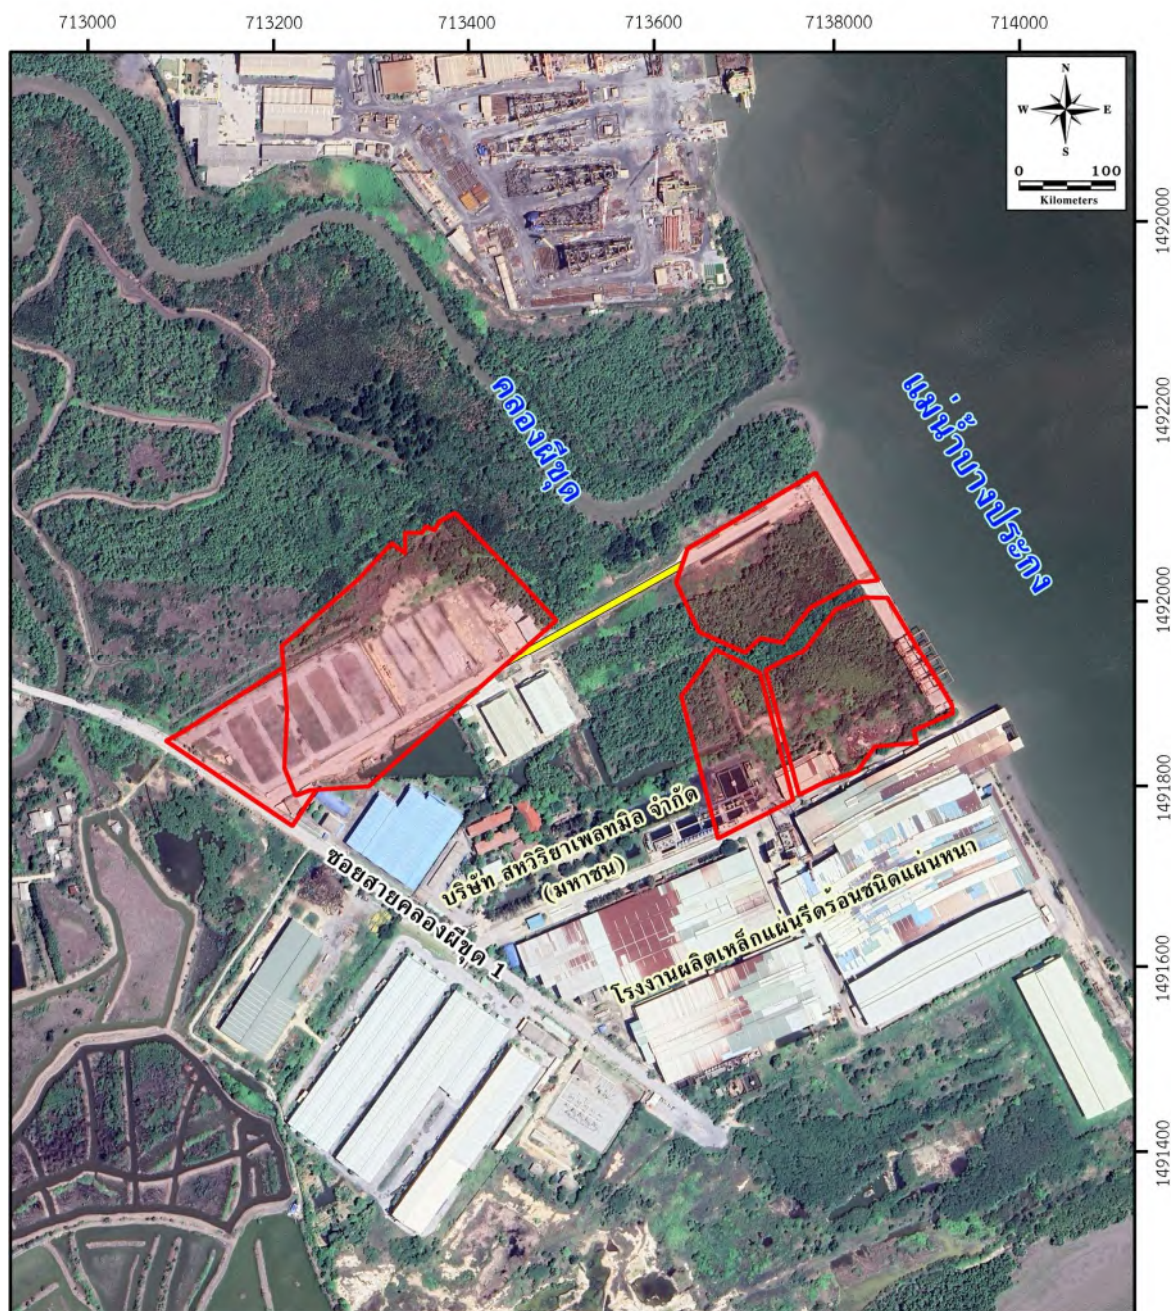 713000 713200 713400 713600 7138000 714000
N
W E
S
0 100
Kilometers
1492000
1492200
1492000
1491800
1491600
1491400
คลองผีขุด
แม่น้ำบางประกง
บริษัท สหวิริยาเพลทมิล จำกัด
(มหาชน)
โรงงานผลิตเหล็กแผ่นรีดร้อนชนิดแผ่นหนา
ซอยสายคลองผีขุด 1